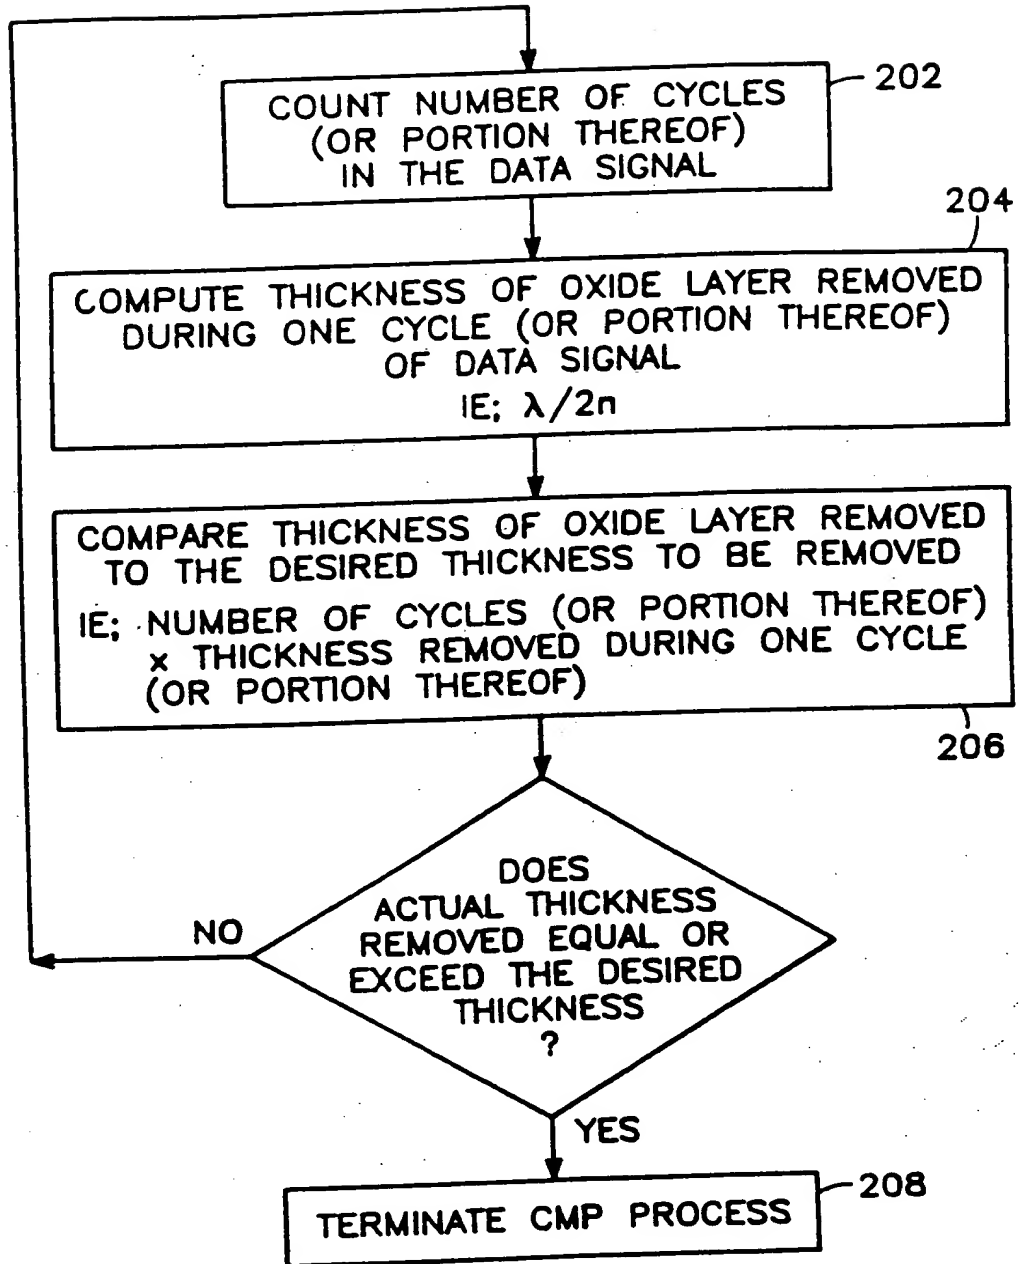 COUNT NUMBER OF CYCLES
(OR PORTION THEREOF)
IN THE DATA SIGNAL
202
204
COMPUTE THICKNESS OF OXIDE LAYER REMOVED
DURING ONE CYCLE (OR PORTION THEREOF)
OF DATA SIGNAL
IE; λ/2n
COMPARE THICKNESS OF OXIDE LAYER REMOVED
TO THE DESIRED THICKNESS TO BE REMOVED
IE; NUMBER OF CYCLES (OR PORTION THEREOF)
x THICKNESS REMOVED DURING ONE CYCLE
(OR PORTION THEREOF)
206
DOES
ACTUAL THICKNESS
REMOVED EQUAL OR
EXCEED THE DESIRED
THICKNESS
?
NO
YES
208
TERMINATE CMP PROCESS